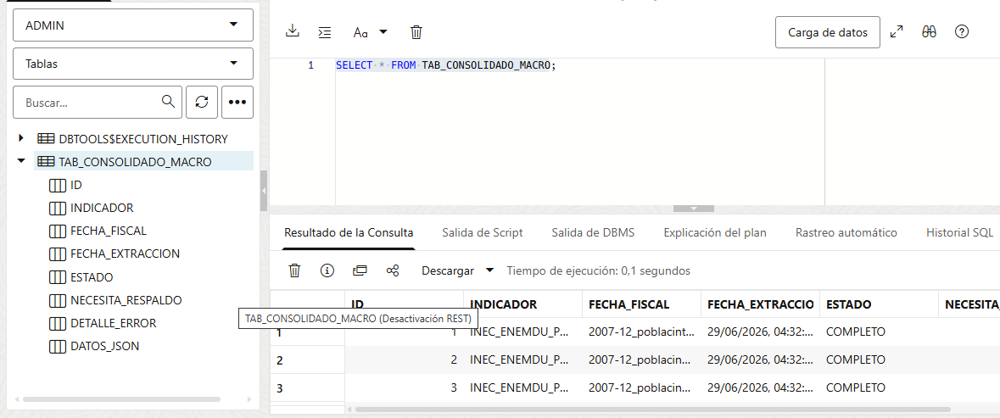 ADMIN
Tablas
Buscar...
DBTOOLS$EXECUTION_HISTORY
TAB_CONSOLIDADO_MACRO
ID
INDICADOR
FECHA_FISCAL
FECHA_EXTRACCION
ESTADO
NECESITA_RESPALDO
DETALLE_ERROR
DATOS_JSON
Aa
Carga de datos
1 SELECT * FROM TAB_CONSOLIDADO_MACRO;
Resultado de la Consulta Salida de Script Salida de DBMS Explicación del plan Rastreo automático Historial SQL
Descargar Tiempo de ejecución: 0,1 segundos
ID INDICADOR FECHA_FISCAL FECHA_EXTRACCIO ESTADO NECESITA_
TAB_CONSOLIDADO_MACRO (Desactivación REST)
1 1 INEC_ENEMDU_P... 2007-12_poblacint... 29/06/2026, 04:32:... COMPLETO
2 2 INEC_ENEMDU_P... 2007-12_poblacin... 29/06/2026, 04:32:... COMPLETO
3 3 INEC_ENEMDU_P... 2007-12_poblacin... 29/06/2026, 04:32:... COMPLETO